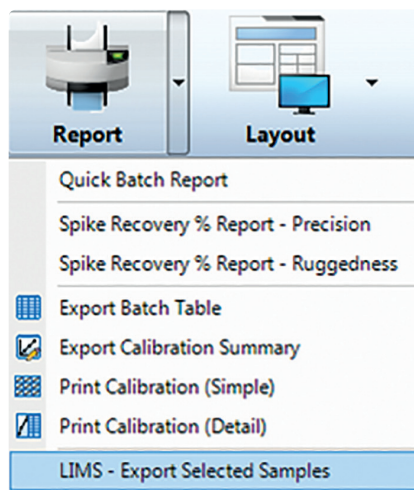 Report Layout
Quick Batch Report
Spike Recovery % Report - Precision
Spike Recovery % Report - Ruggedness
Export Batch Table
Export Calibration Summary
Print Calibration (Simple)
Print Calibration (Detail)
LIMS - Export Selected Samples